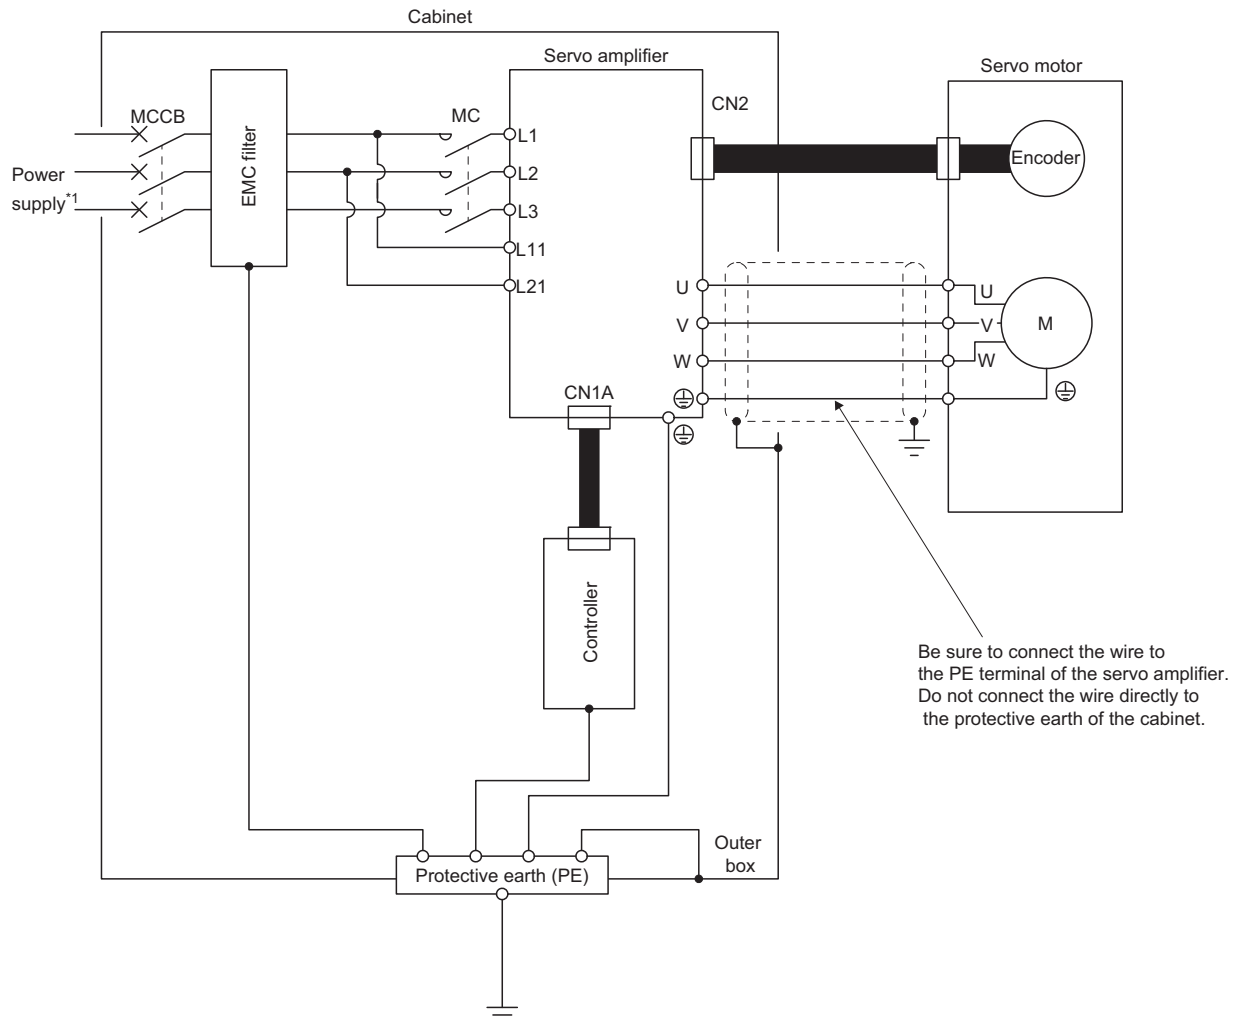 Cabinet
Servo amplifier
Servo motor
MCCB
MC
CN2
EMC filter
L1
L2
L3
L11
L21
Power
supply*1
Encoder
U
V
W
U
V
W
M
CN1A
Controller
Be sure to connect the wire to
the PE terminal of the servo amplifier.
Do not connect the wire directly to
the protective earth of the cabinet.
Outer
box
Protective earth (PE)